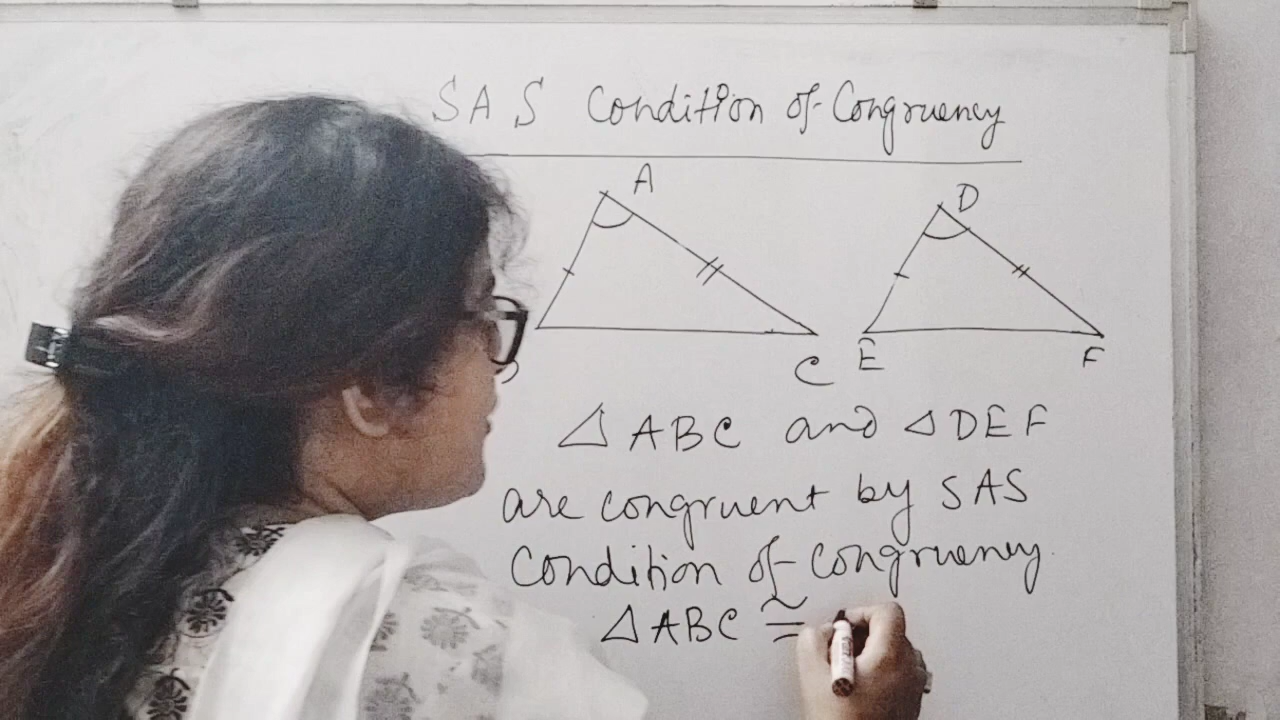 SAS Condition of Congruency
A D
C E F
△ABC and △DEF
are congruent by SAS
Condition of congruency.
△ABC ≅